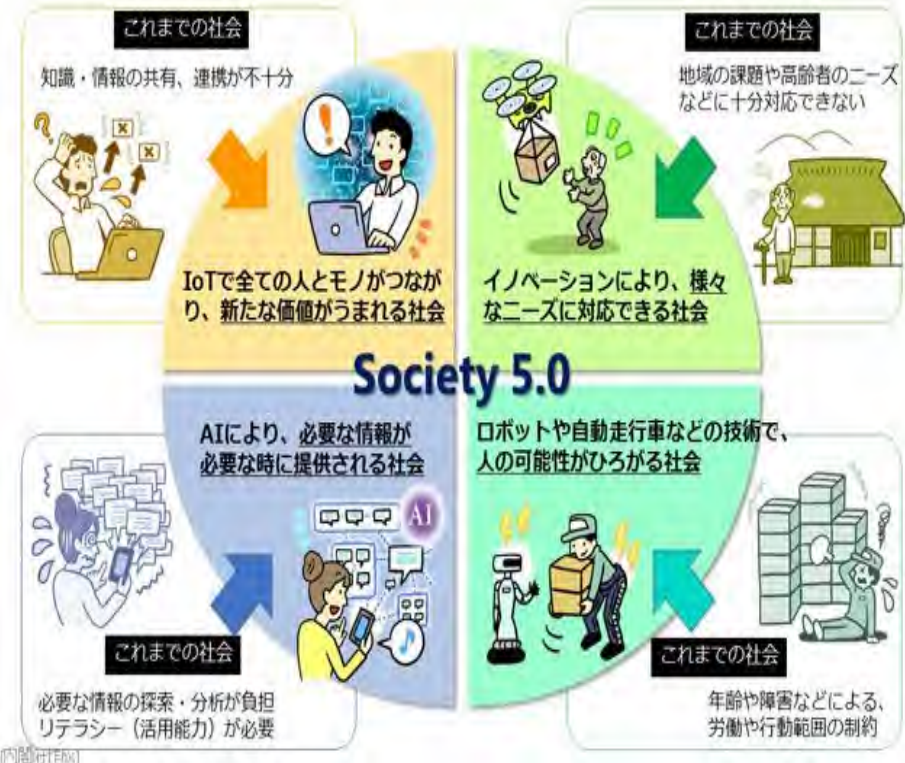 これまでの社会
知識・情報の共有、連携が不十分
IoTで全ての人とモノがつなが
り、新たな価値がうまれる社会
これまでの社会
地域の課題や高齢者のニーズ
などに十分対応できない
イノベーションにより、様々
なニーズに対応できる社会
Society 5.0
AIにより、必要な情報が
必要な時に提供される社会
AI
これまでの社会
必要な情報の探索・分析が負担
リテラシー（活用能力）が必要
ロボットや自動走行車などの技術で、
人の可能性がひろがる社会
これまでの社会
年齢や障害などによる、
労働や行動範囲の制約